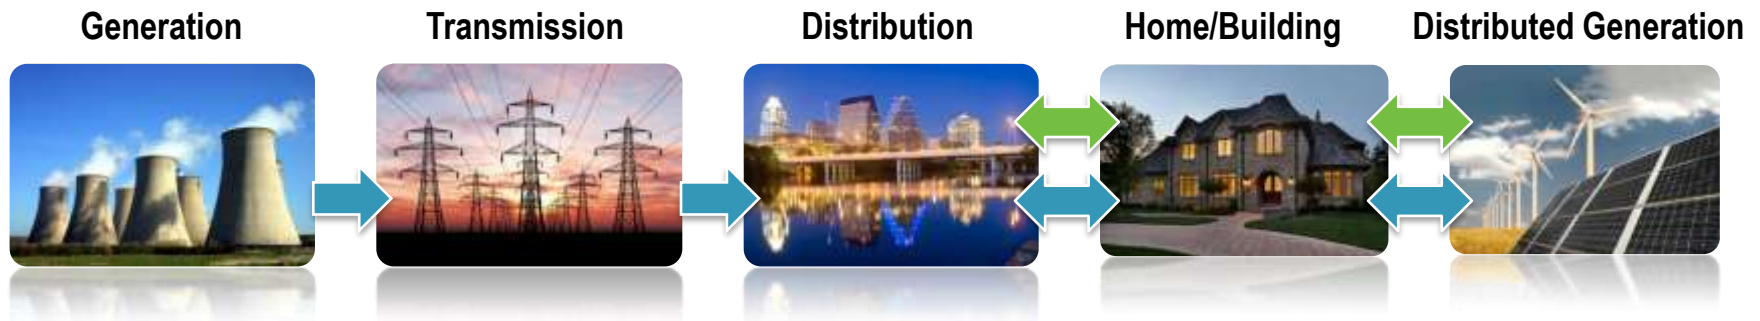 Generation
Transmission
Distribution
Home/Building
Distributed Generation